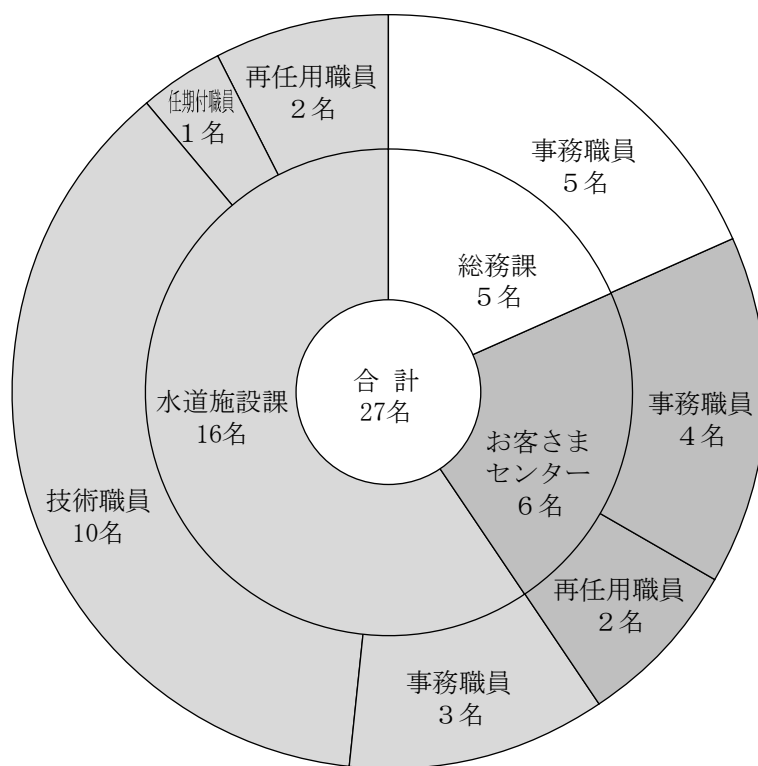 再任用職員
２名
任期付職員
１名
事務職員
５名
総務課
５名
合 計
27名
水道施設課
16名
事務職員
４名
お客さま
センター
６名
技術職員
10名
再任用職員
２名
事務職員
３名